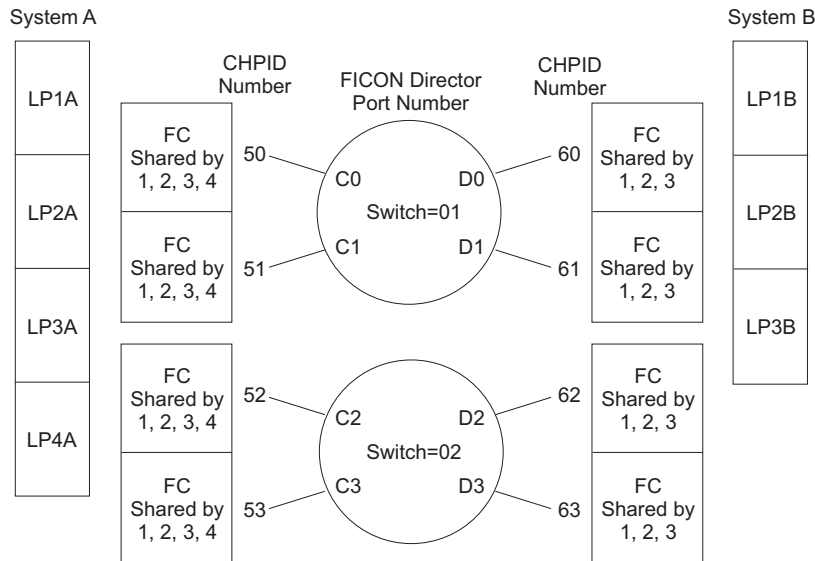 System A
System B
CHPID
Number
FICON Director
Port Number
CHPID
Number
LP1A
LP2A
LP3A
LP4A
FC
Shared by
1, 2, 3, 4
50
FC
Shared by
1, 2, 3, 4
51
C0
D0
Switch=01
C1
D1
60
FC
Shared by
1, 2, 3
61
FC
Shared by
1, 2, 3
FC
Shared by
1, 2, 3, 4
52
FC
Shared by
1, 2, 3, 4
53
C2
D2
Switch=02
C3
D3
62
FC
Shared by
1, 2, 3
63
FC
Shared by
1, 2, 3
LP1B
LP2B
LP3B